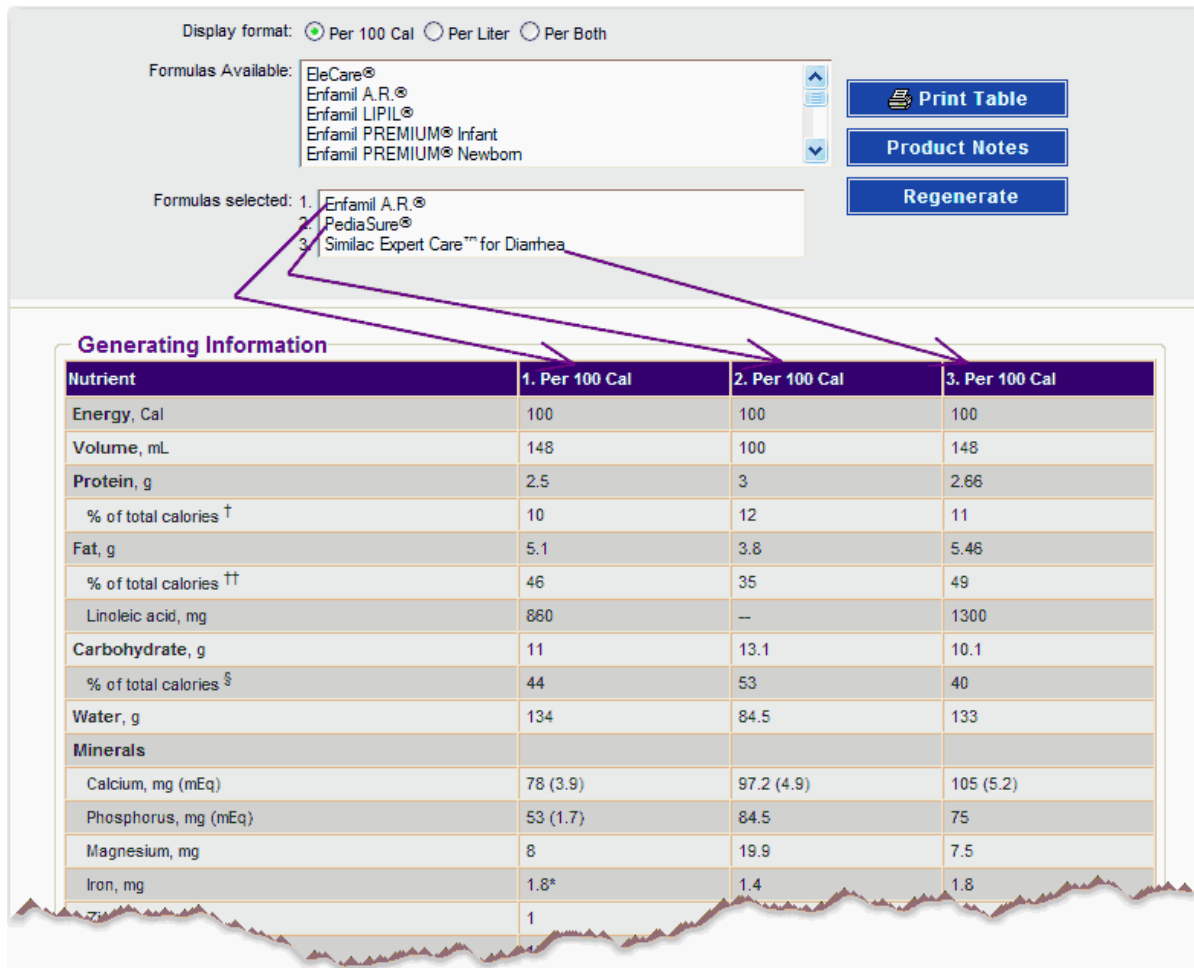 Display format: Per 100 Cal Per Liter Per Both
Formulas Available:
EleCare®
Enfamil A.R.®
Enfamil LIPIL®
Enfamil PREMIUM® Infant
Enfamil PREMIUM® Newborn
Print Table
Product Notes
Regenerate
Formulas selected: 1. Enfamil A.R.®
2. PediaSure®
3. Similac Expert Care™ for Diarrhea
Generating Information
Nutrient 1. Per 100 Cal 2. Per 100 Cal 3. Per 100 Cal
Energy, Cal 100 100 100
Volume, mL 148 100 148
Protein, g 2.5 3 2.66
% of total calories † 10 12 11
Fat, g 5.1 3.8 5.46
% of total calories †† 46 35 49
Linoleic acid, mg 860 -- 1300
Carbohydrate, g 11 13.1 10.1
% of total calories § 44 53 40
Water, g 134 84.5 133
Minerals
Calcium, mg (mEq) 78 (3.9) 97.2 (4.9) 105 (5.2)
Phosphorus, mg (mEq) 53 (1.7) 84.5 75
Magnesium, mg 8 19.9 7.5
Iron, mg 1.8* 1.4 1.8
1